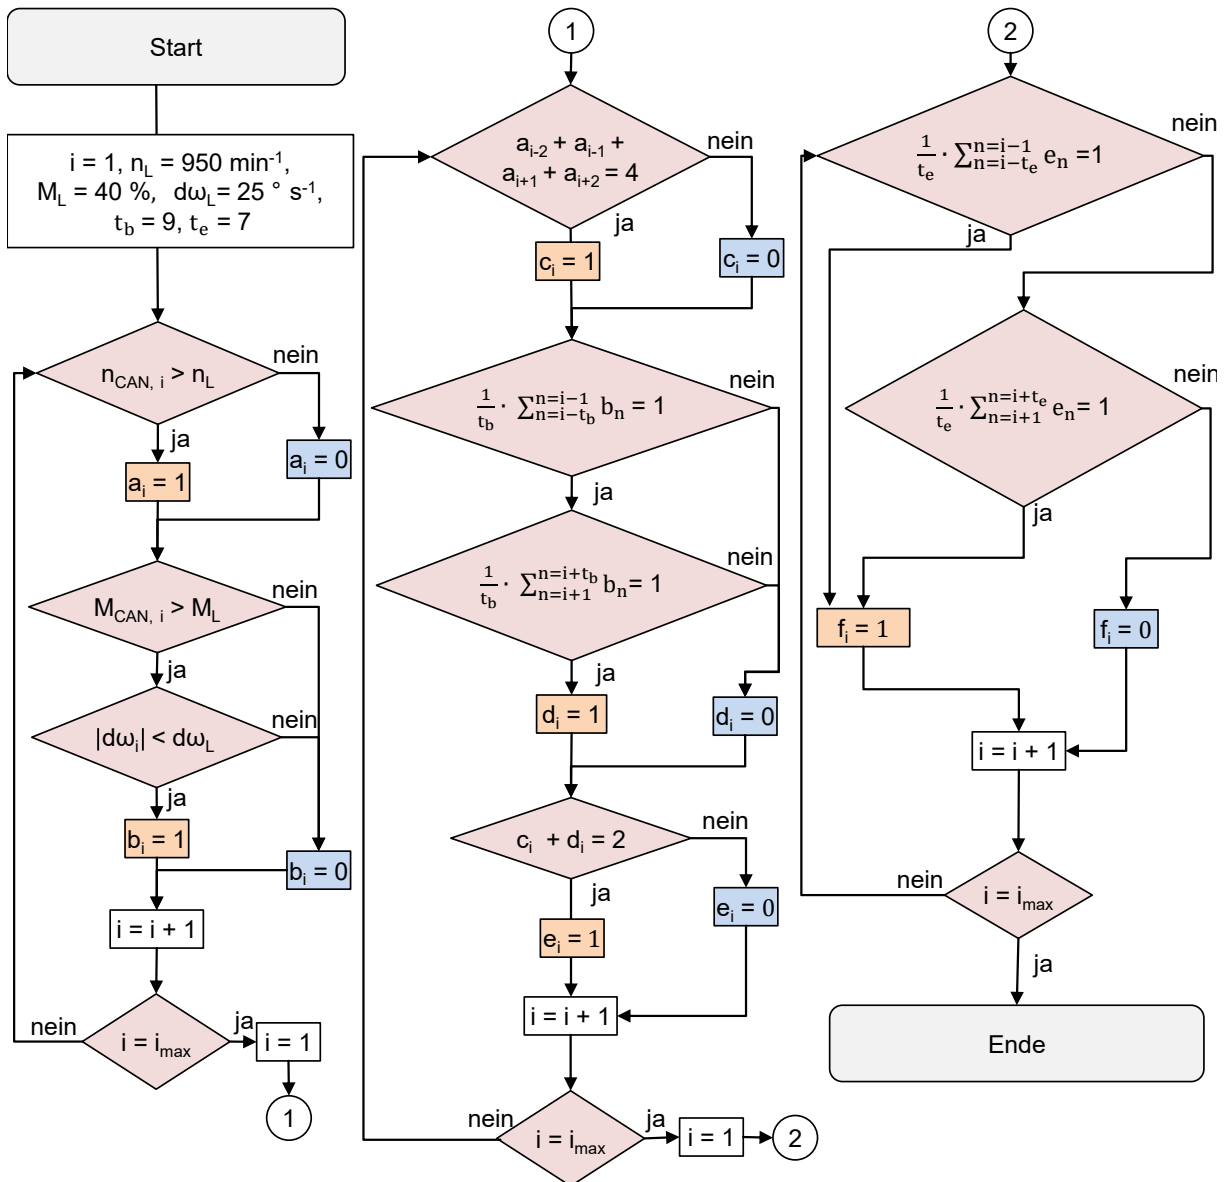 Start
i = 1, n_L = 950 min⁻¹,
M_L = 40 %, dω_L = 25 ° s⁻¹,
t_b = 9, t_e = 7
n_CAN, i > n_L
nein
ja
a_i = 1
a_i = 0
M_CAN, i > M_L
nein
ja
|dω_i| < dω_L
nein
ja
b_i = 1
b_i = 0
i = i + 1
i = i_max
nein
ja
i = 1
1
1
a_i-2 + a_i-1 +
a_i+1 + a_i+2 = 4
nein
ja
c_i = 1
c_i = 0
1/t_b · ∑_n=i−t_b^n=i−1 b_n = 1
nein
ja
1/t_b · ∑_n=i+1^n=i+t_b b_n = 1
nein
ja
d_i = 1
d_i = 0
c_i + d_i = 2
nein
ja
e_i = 1
e_i = 0
i = i + 1
i = i_max
nein
ja
i = 1
2
2
1/t_e · ∑_n=i−t_e^n=i−1 e_n = 1
nein
ja
1/t_e · ∑_n=i+1^n=i+t_e e_n = 1
nein
ja
f_i = 1
f_i = 0
i = i + 1
i = i_max
nein
ja
Ende